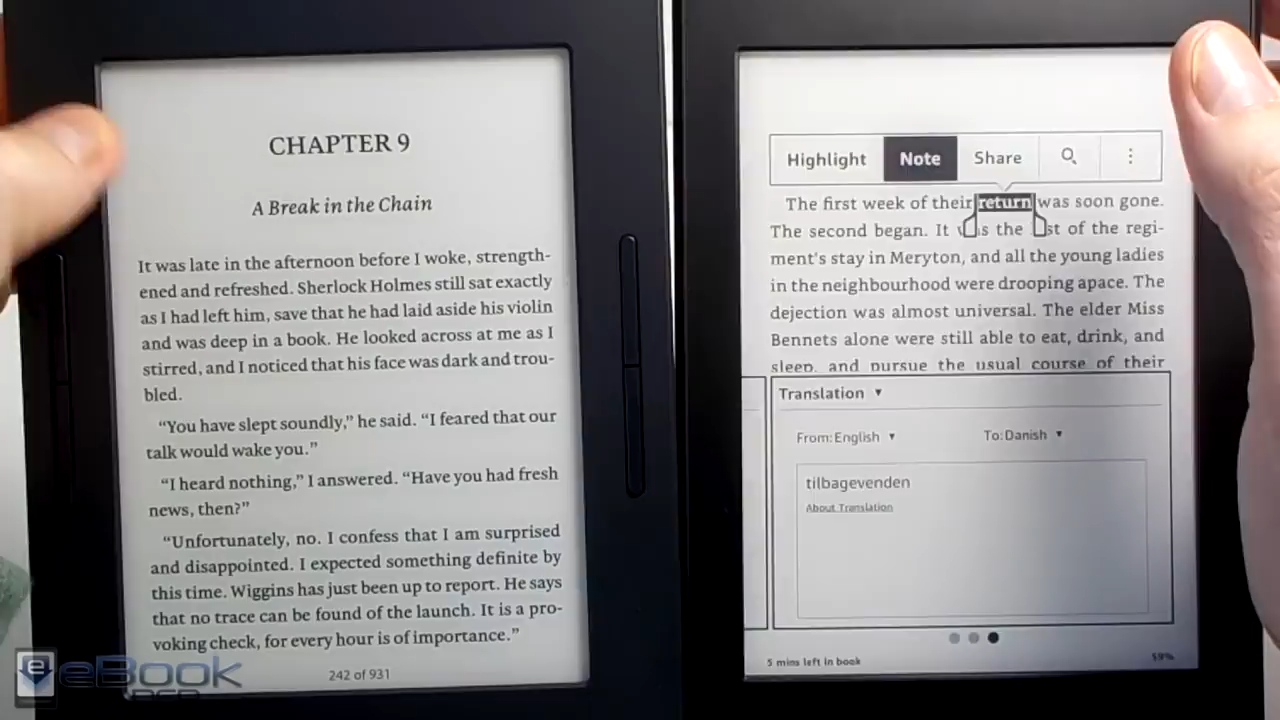 CHAPTER 9
A Break in the Chain
It was late in the afternoon before I woke, strength-
ened and refreshed. Sherlock Holmes still sat exactly
as I had left him, save that he had laid aside his violin
and was deep in a book. He looked across at me as I
stirred, and I noticed that his face was dark and trou-
bled.
“You have slept soundly,” he said. “I feared that our
talk would wake you.”
“I heard nothing,” I answered. “Have you had fresh
news, then?”
“Unfortunately, no. I confess that I am surprised
and disappointed. I expected something definite by
this time. Wiggins has just been up to report. He says
that no trace can be found of the launch. It is a pro-
voking check, for every hour is of importance.”
242 of 931
eBook
Highlight Note Share
The first week of their return was soon gone.
The second began. It the of the regi-
ment's stay in Meryton, and all the young ladies
in the neighbourhood were drooping apace. The
dejection was almost universal. The elder Miss
Bennets alone were still able to eat, drink, and
sleep, and pursue the usual course of their
Translation
From: English To: Danish
tilbagevenden
About Translation
5 mins left in book 59%